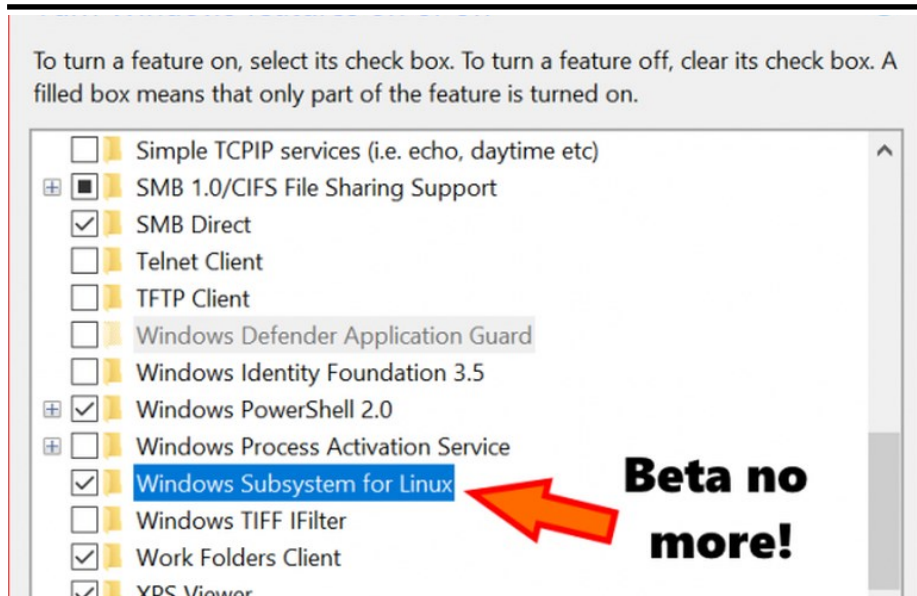 To turn a feature on, select its check box. To turn a feature off, clear its check box. A
filled box means that only part of the feature is turned on.
Simple TCPIP services (i.e. echo, daytime etc)
SMB 1.0/CIFS File Sharing Support
SMB Direct
Telnet Client
TFTP Client
Windows Defender Application Guard
Windows Identity Foundation 3.5
Windows PowerShell 2.0
Windows Process Activation Service
Windows Subsystem for Linux
Windows TIFF IFilter
Work Folders Client
XPS Viewer
Beta no
more!